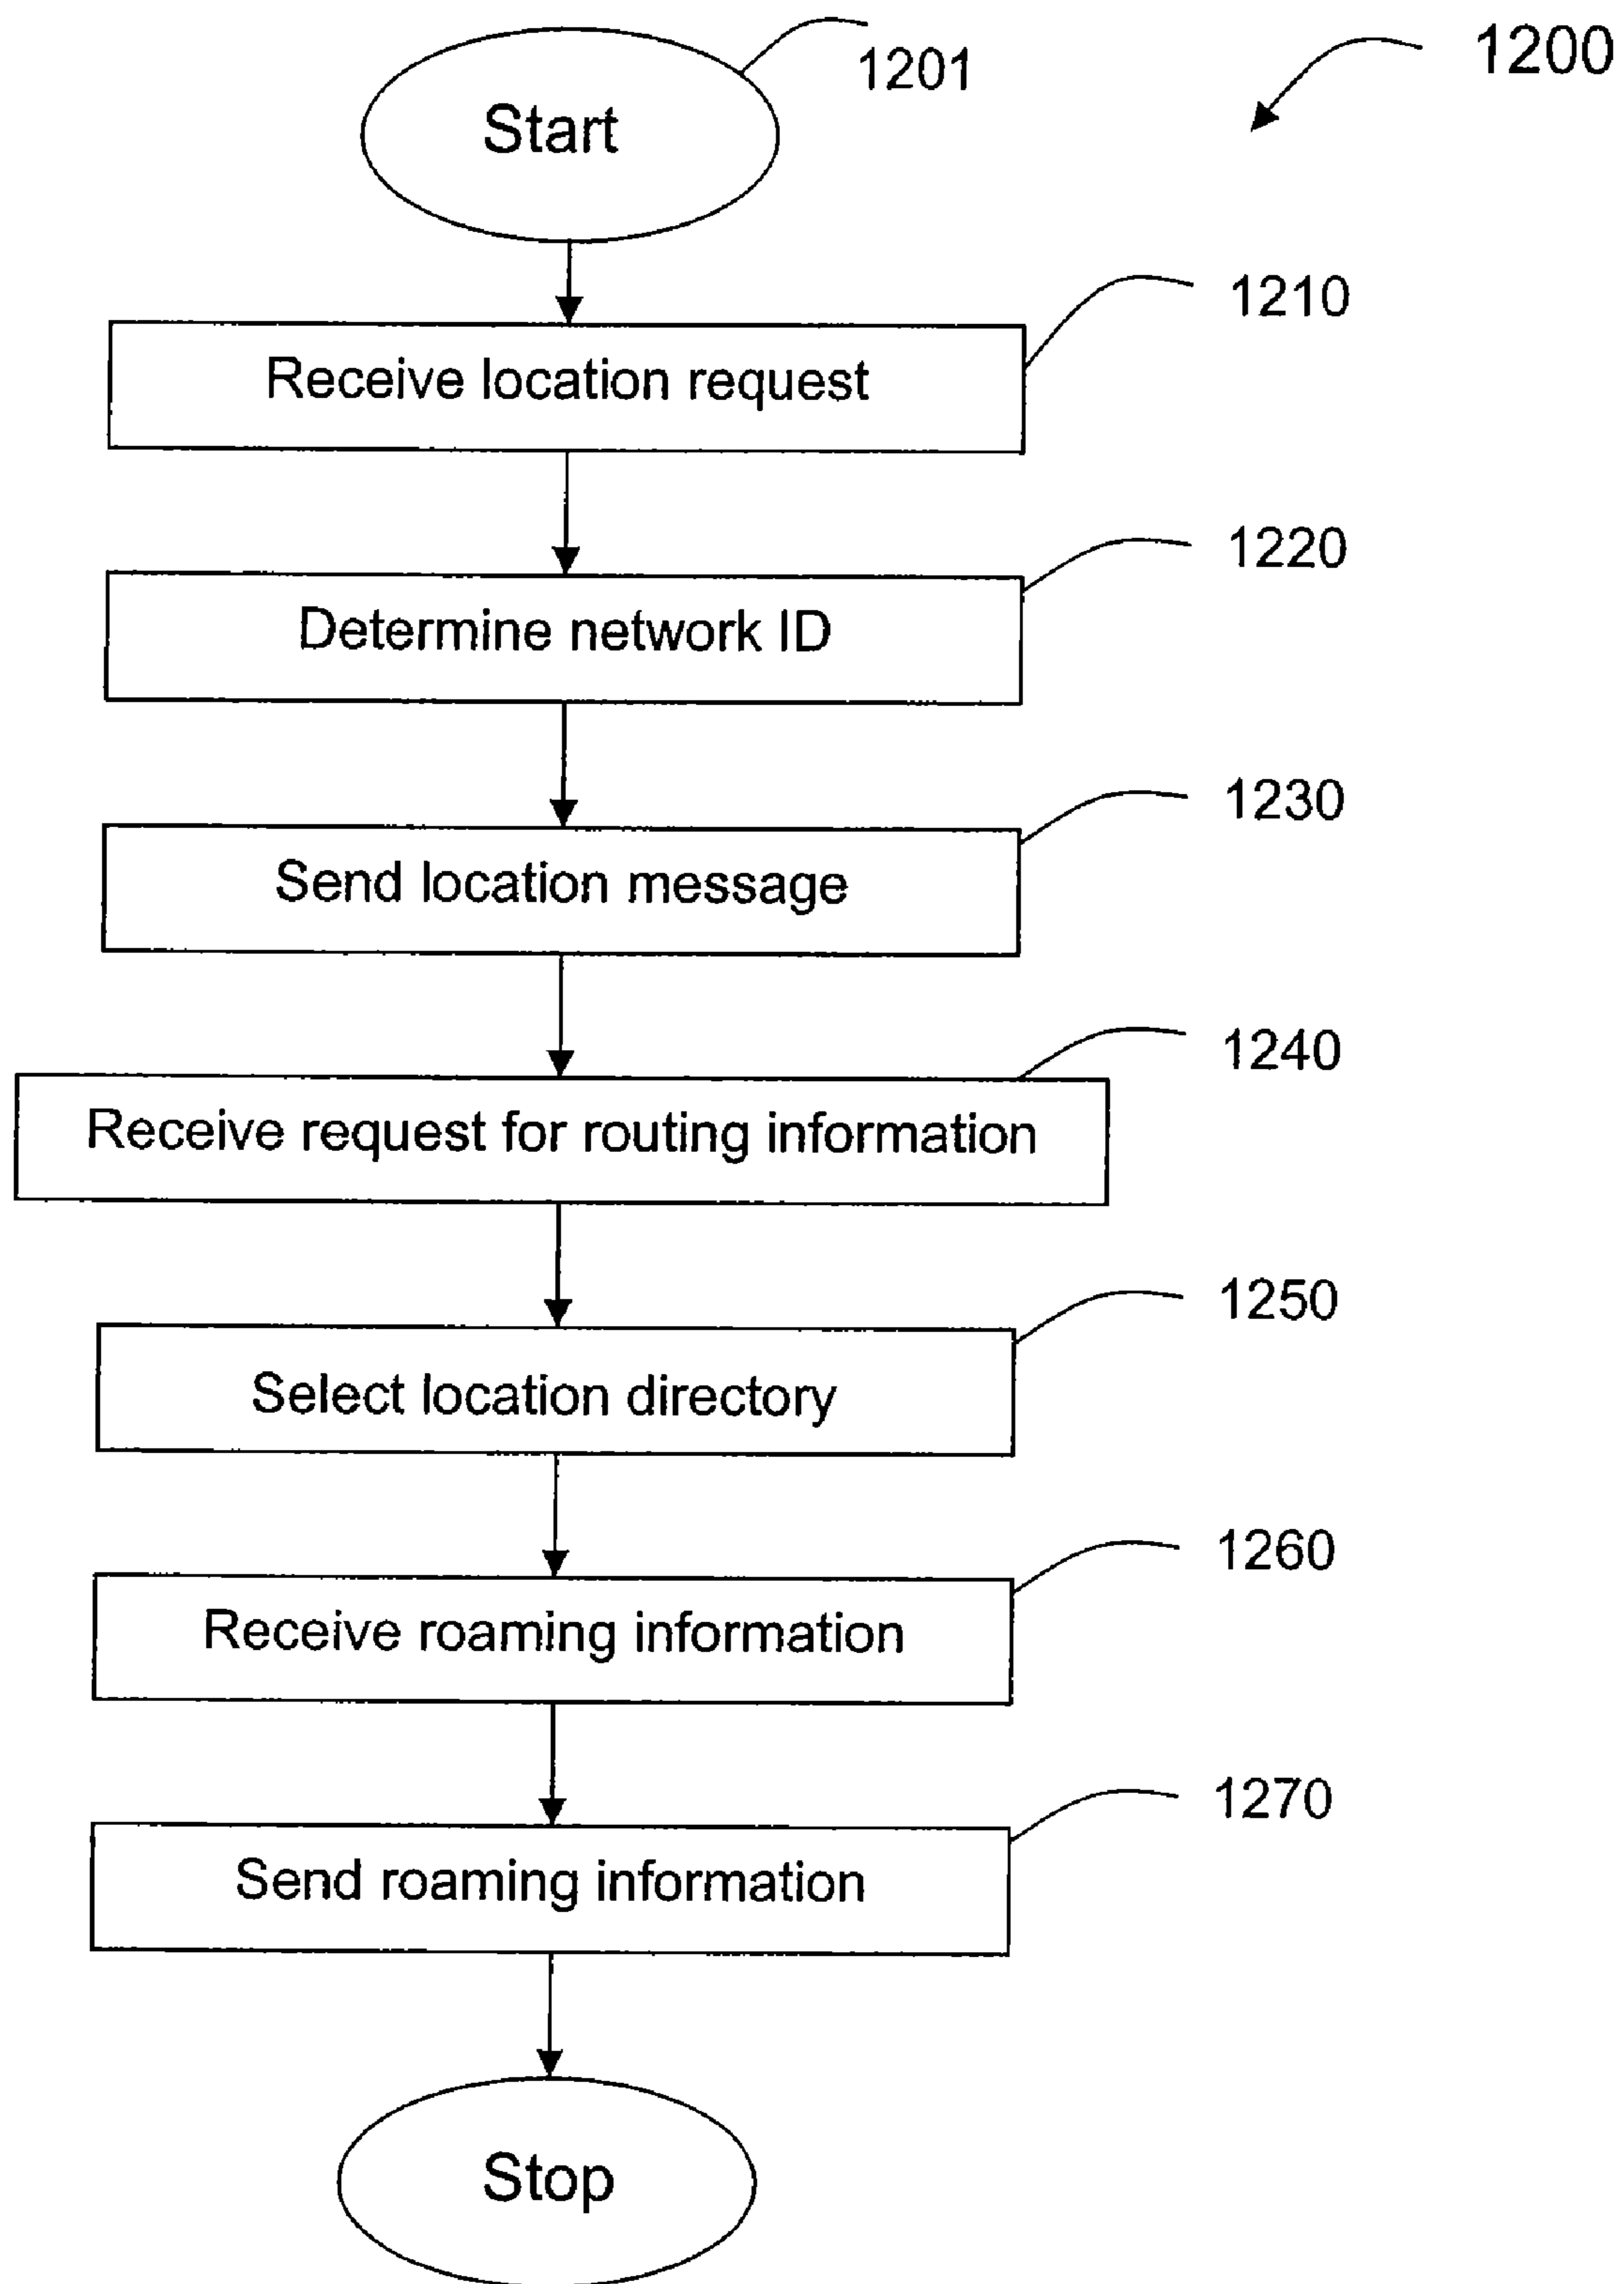 1200
1201
Start
1210
Receive location request
1220
Determine network ID
1230
Send location message
1240
Receive request for routing information
1250
Select location directory
1260
Receive roaming information
1270
Send roaming information
Stop